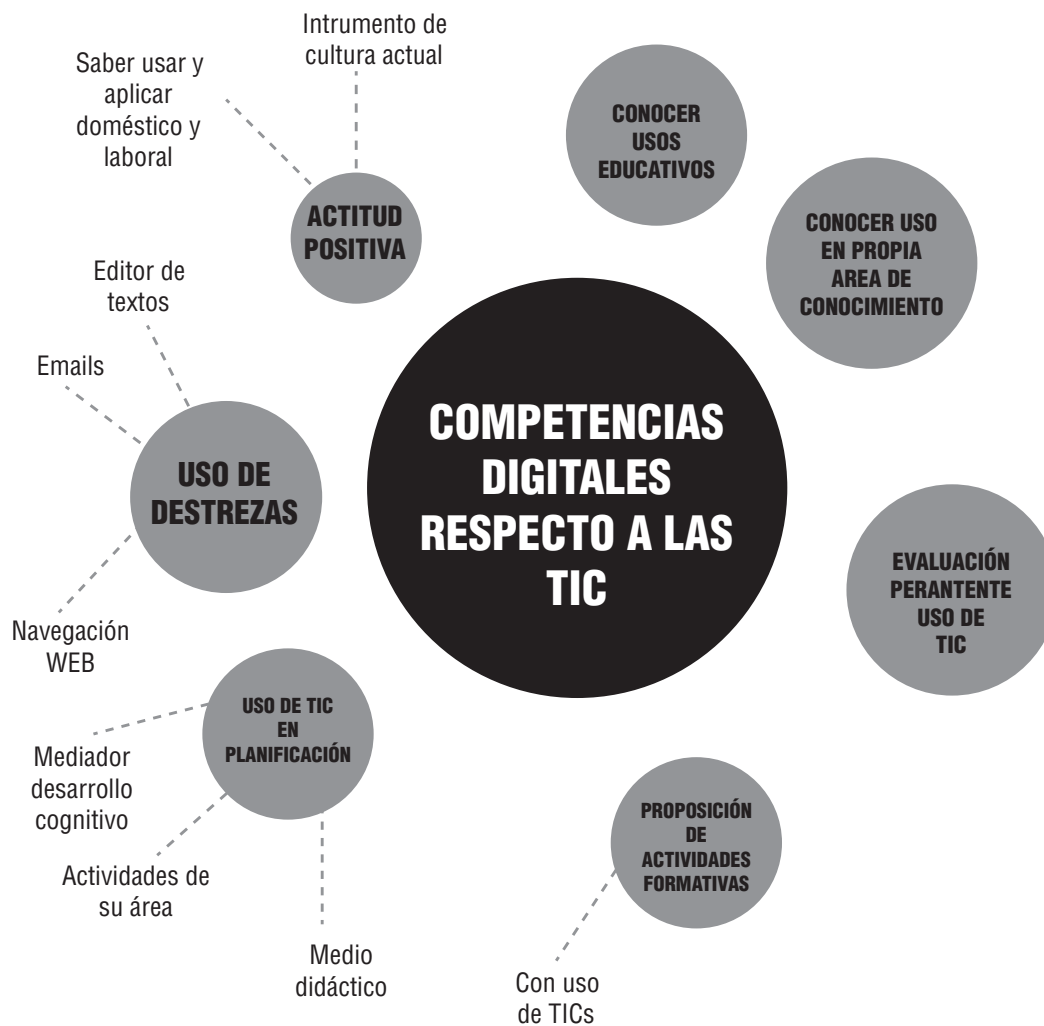 Intrumento de
cultura actual
Saber usar y
aplicar
doméstico y
laboral
ACTITUD
POSITIVA
CONOCER
USOS
EDUCATIVOS
CONOCER USO
EN PROPIA
AREA DE
CONOCIMIENTO
Editor de
textos
Emails
USO DE
DESTREZAS
Navegación
WEB
COMPETENCIAS
DIGITALES
RESPECTO A LAS
TIC
EVALUACIÓN
PERANTENTE
USO DE
TIC
USO DE TIC
EN
PLANIFICACIÓN
Mediador
desarrollo
cognitivo
Actividades de
su área
Medio
didáctico
PROPOSICIÓN
DE
ACTIVIDADES
FORMATIVAS
Con uso
de TICs